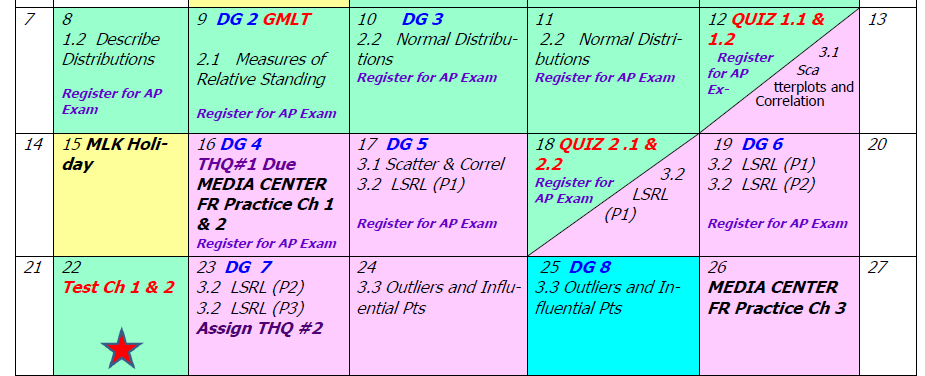 7
8
1.2 Describe
Distributions
Register for AP
Exam
9 DG 2 GMLT
2.1 Measures of
Relative Standing
Register for AP Exam
10 DG 3
2.2 Normal Distribu-
tions
Register for AP Exam
11
2.2 Normal Distri-
butions
Register for AP Exam
12 QUIZ 1.1 &
1.2
Register
for AP
Ex-
3.1
Sca
tterplots and
Correlation
13
14
15 MLK Holi-
day
16 DG 4
THQ#1 Due
MEDIA CENTER
FR Practice Ch 1
& 2
Register for AP Exam
17 DG 5
3.1 Scatter & Correl
3.2 LSRL (P1)
Register for AP Exam
18 QUIZ 2 .1 &
2.2
Register for
AP Exam
3.2
LSRL
(P1)
19 DG 6
3.2 LSRL (P1)
3.2 LSRL (P2)
Register for AP Exam
20
21
22
Test Ch 1 & 2
23 DG 7
3.2 LSRL (P2)
3.2 LSRL (P3)
Assign THQ #2
24
3.3 Outliers and Influ-
ential Pts
25 DG 8
3.3 Outliers and In-
fluential Pts
26
MEDIA CENTER
FR Practice Ch 3
27